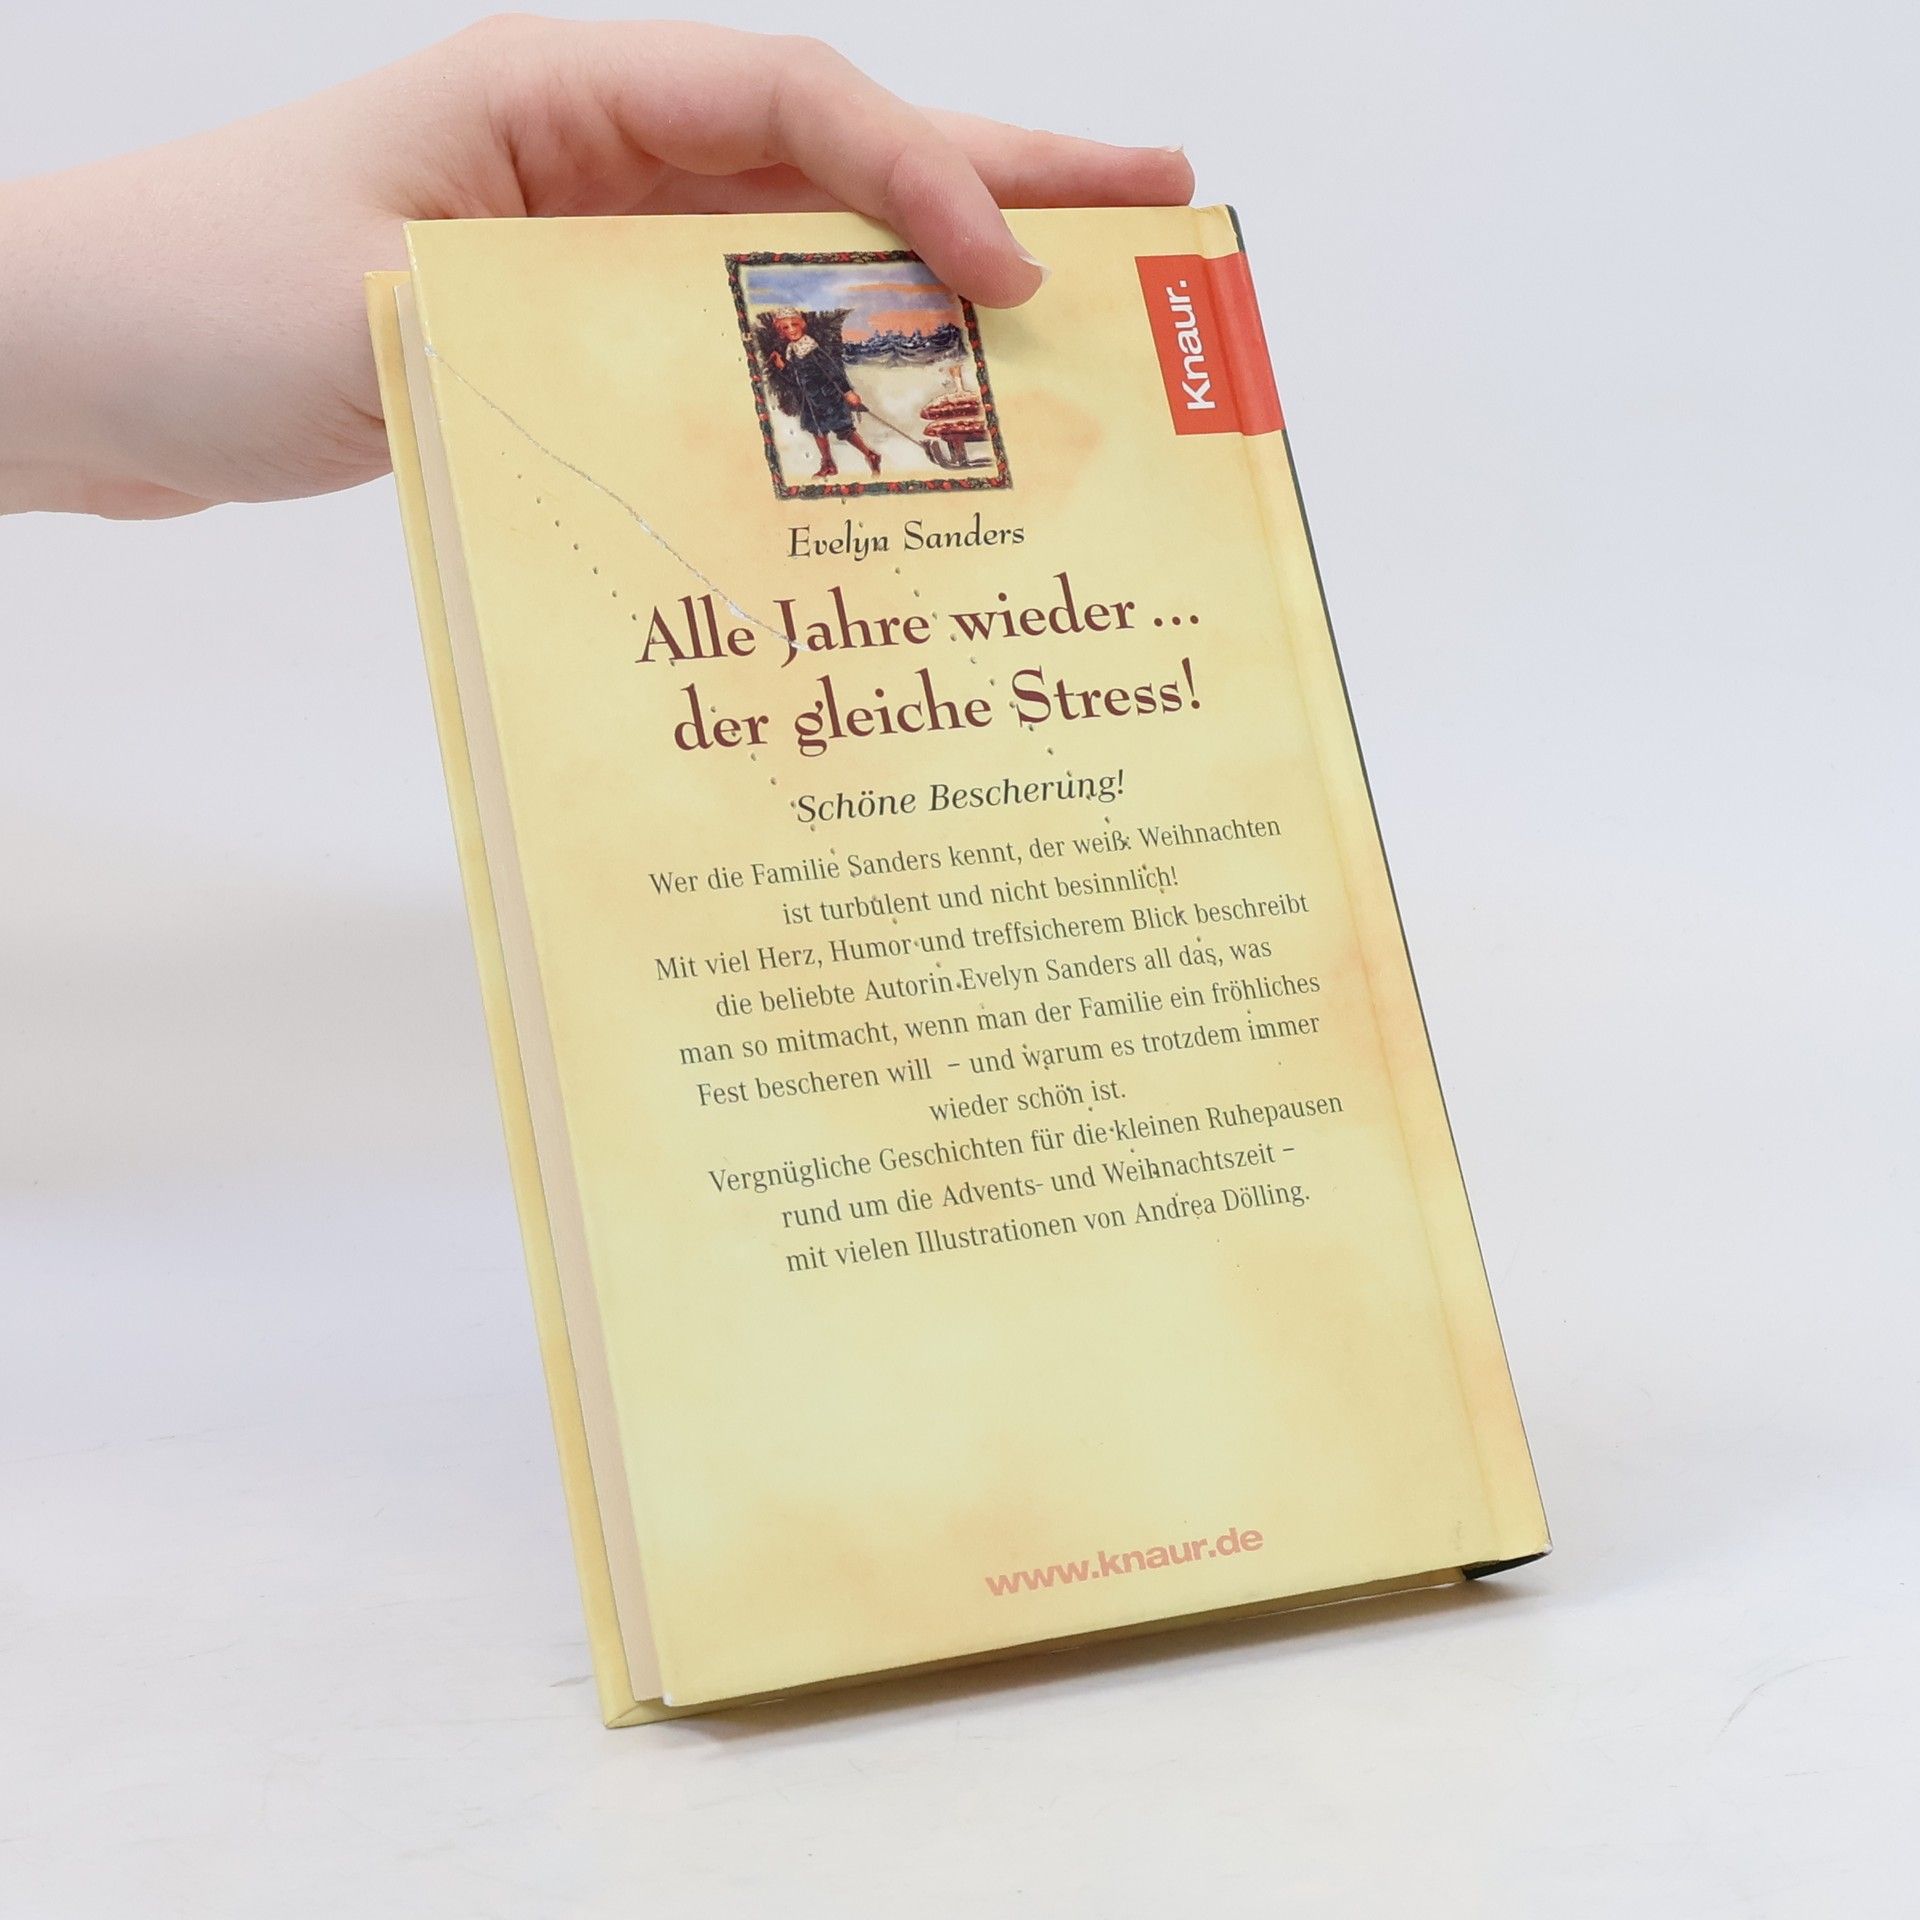 Knaur.
Evelyn Sanders
Alle Jahre wieder ...
der gleiche Stress!
Schöne Bescherung!
Wer die Familie Sanders kennt, der weiß: Weihnachten
ist turbulent und nicht besinnlich!
Mit viel Herz, Humor und treffsicherem Blick beschreibt
die beliebte Autorin Evelyn Sanders all das, was
man so mitmacht, wenn man der Familie ein fröhliches
Fest bescheren will – und warum es trotzdem immer
wieder schön ist.
Vergnügliche Geschichten für die kleinen Ruhepausen
rund um die Advents- und Weihnachtszeit –
mit vielen Illustrationen von Andrea Dölling.
www.knaur.de